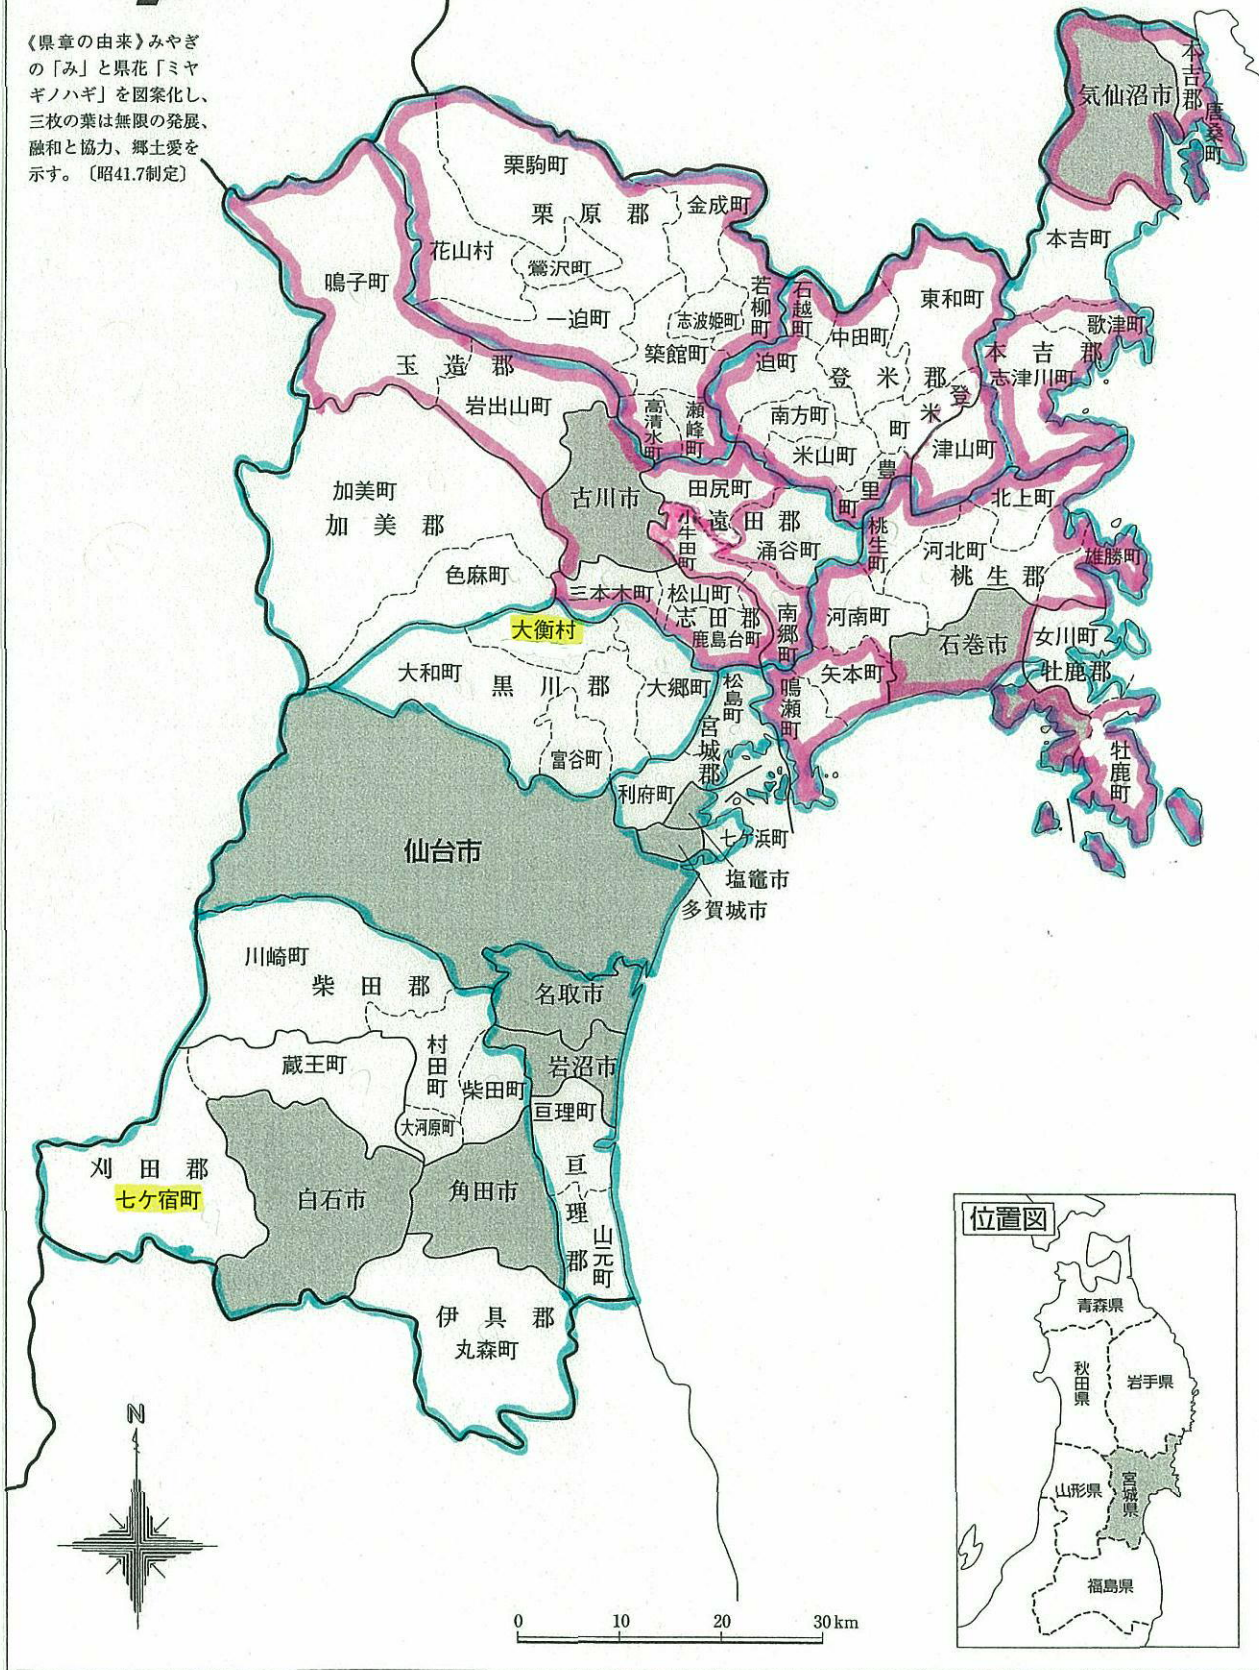 《県章の由来》みやぎ
の「み」と県花「ミヤ
ギノハギ」を図案化し、
三枚の葉は無限の発展、
融和と協力、郷土愛を
示す。〔昭41.7制定〕
気仙沼市
本吉郡
唐桑町
本吉町
栗駒町
栗原郡
金成町
花山村
鶯沢町
鳴子町
一迫町
志波姫町
若柳町
石越町
東和町
中田町
築館町
迫町
登米郡
本吉郡
歌津町
志津川町
玉造郡
岩出山町
高清水町
瀬峰町
南方町
登米町
米山町
津山町
豊里町
加美町
加美郡
古川市
田尻町
遠田郡
小牛田町
涌谷町
桃生町
北上町
河北町
桃生郡
雄勝町
色麻町
三本木町
松山町
志田郡
鹿島台町
南郷町
河南町
石巻市
女川町
牡鹿郡
大衡村
大和町
黒川郡
大郷町
松島町
鳴瀬町
矢本町
宮城郡
富谷町
利府町
牡鹿町
七ケ浜町
塩竈市
多賀城市
仙台市
川崎町
柴田郡
名取市
村田町
岩沼市
蔵王町
柴田町
大河原町
亘理町
刈田郡
七ケ宿町
白石市
角田市
亘理郡
山元町
伊具郡
丸森町
N
0 10 20 30km
位置図
青森県
秋田県
岩手県
山形県
宮城県
福島県